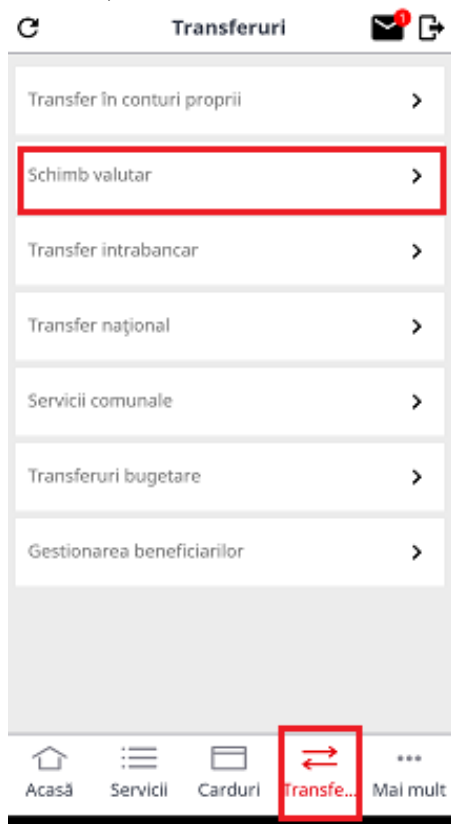 Transferuri
1
Transfer în conturi proprii
Schimb valutar
Transfer intrabancar
Transfer naţional
Servicii comunale
Transferuri bugetare
Gestionarea beneficiarilor
Acasă Servicii Carduri Transfe... Mai mult